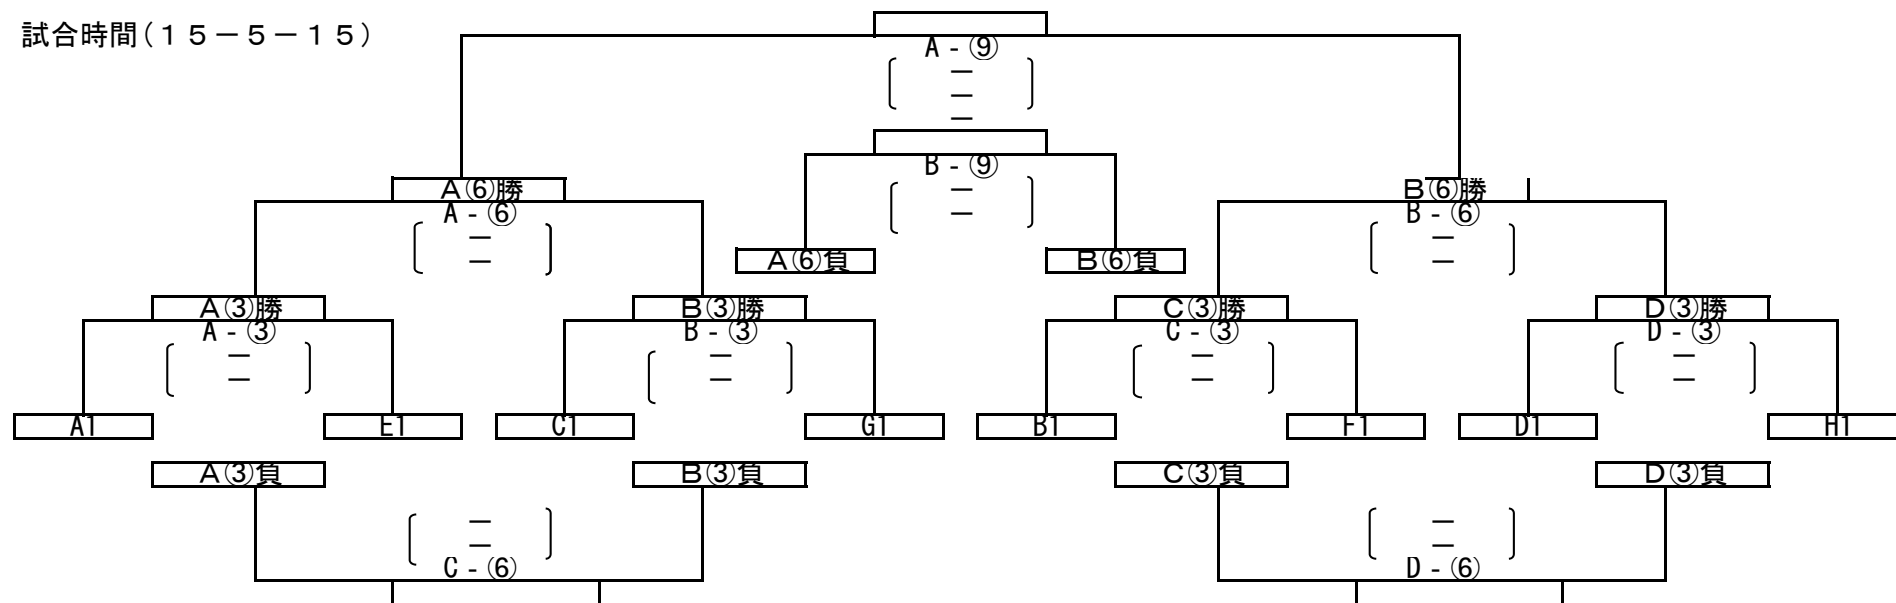 試合時間(１５－５－１５)
A - ⑨
―
―
―
B - ⑨
―
―
A⑥勝
B⑥勝
A - ⑥
B - ⑥
―
―
―
―
A⑥負
B⑥負
A③勝
B③勝
C③勝
D③勝
A - ③
B - ③
C - ③
D - ③
―
―
―
―
―
―
―
―
A1
E1
C1
G1
B1
F1
D1
H1
A③負
B③負
C③負
D③負
―
―
―
―
C - ⑥
D - ⑥